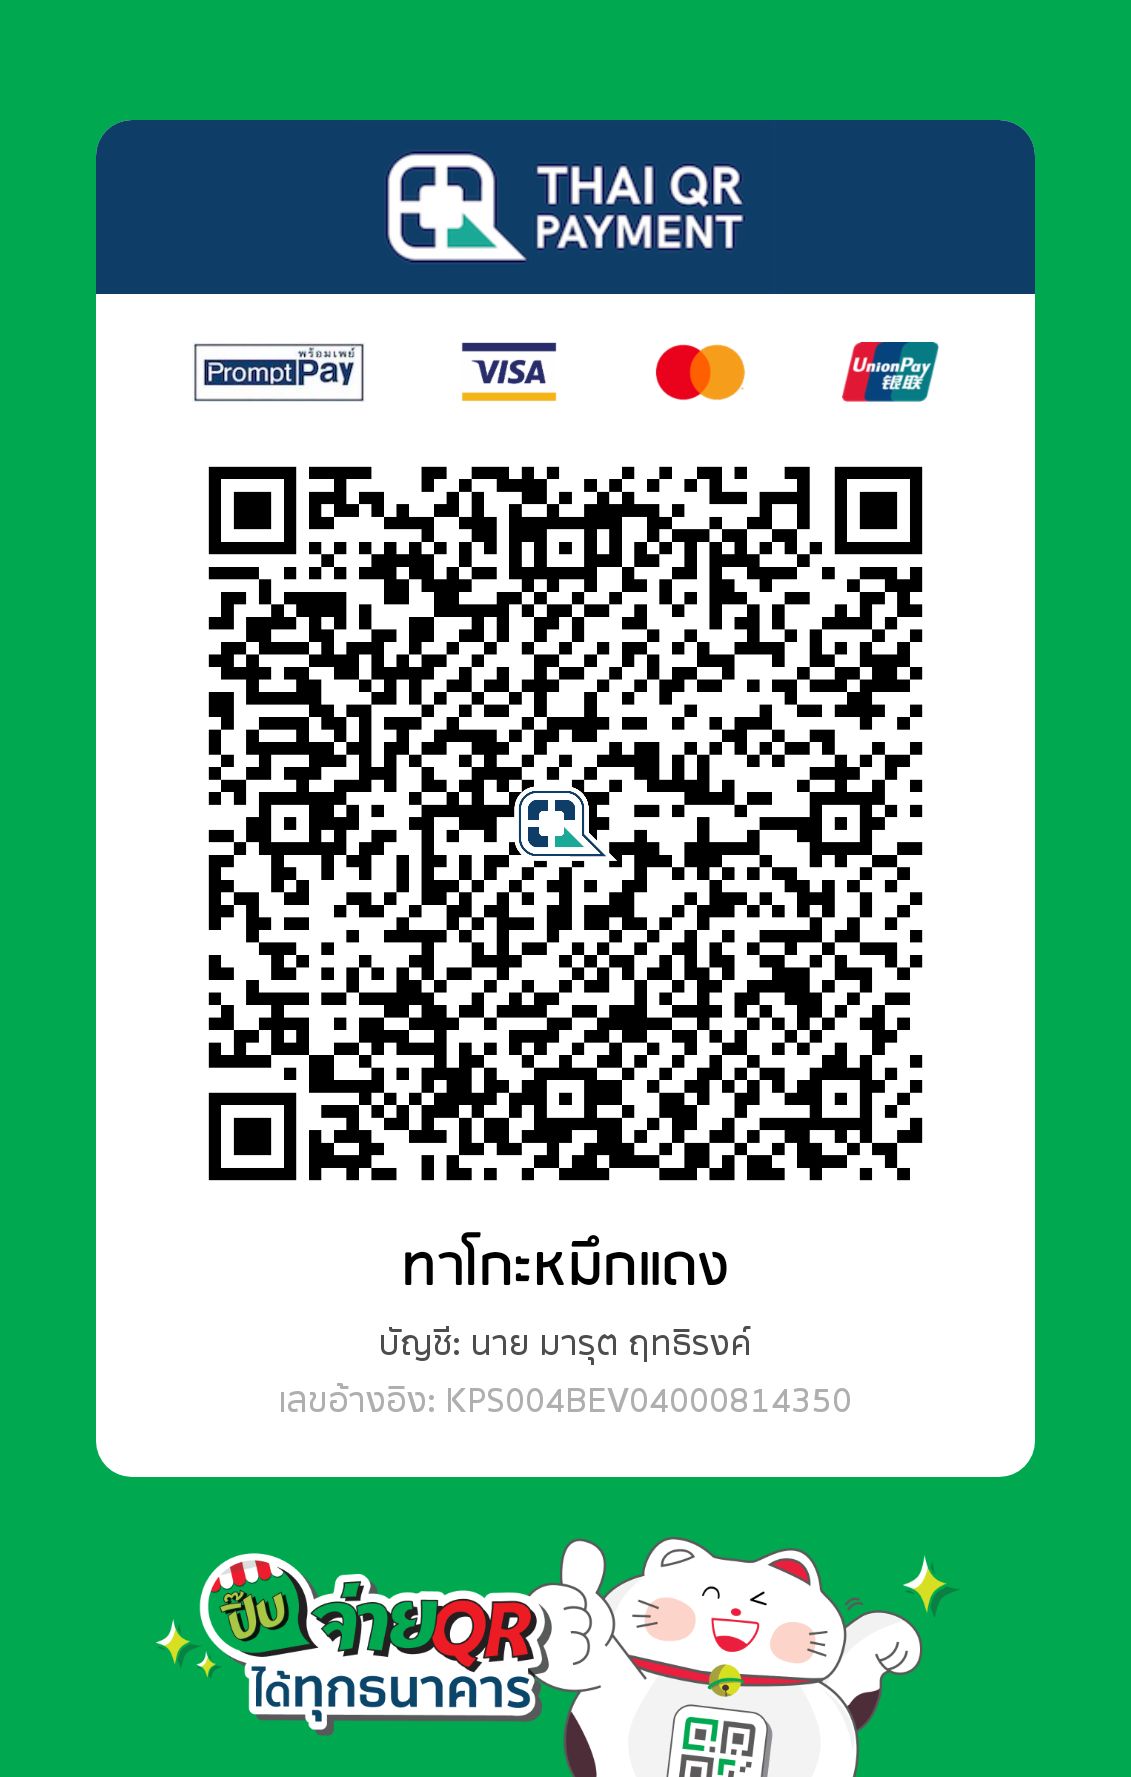 THAI QR
PAYMENT
พร้อมเพย์
PromptPay
VISA
UnionPay
银联
ทาโกะหมึกแดง
บัญชี: นาย มารุต ฤทธิรงค์
เลขอ้างอิง: KPS004BEV04000814350
ปิ๊บ
จ่ายQR
ได้ทุกธนาคาร